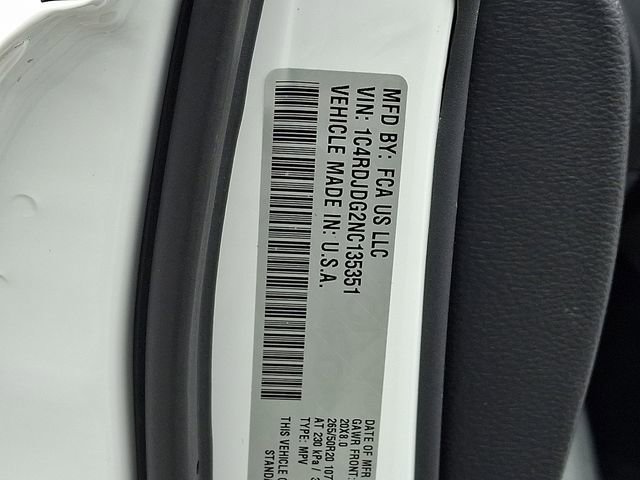 MFD BY: FCA US LLC
VIN: 1C4RDJDG2NC135351
VEHICLE MADE IN: U.S.A.
DATE OF MFR
GAWR FRONT:
20X8.0
265/50R20 107
AT 230 kPa /
TYPE: MPV
THIS VEHICLE
STAND